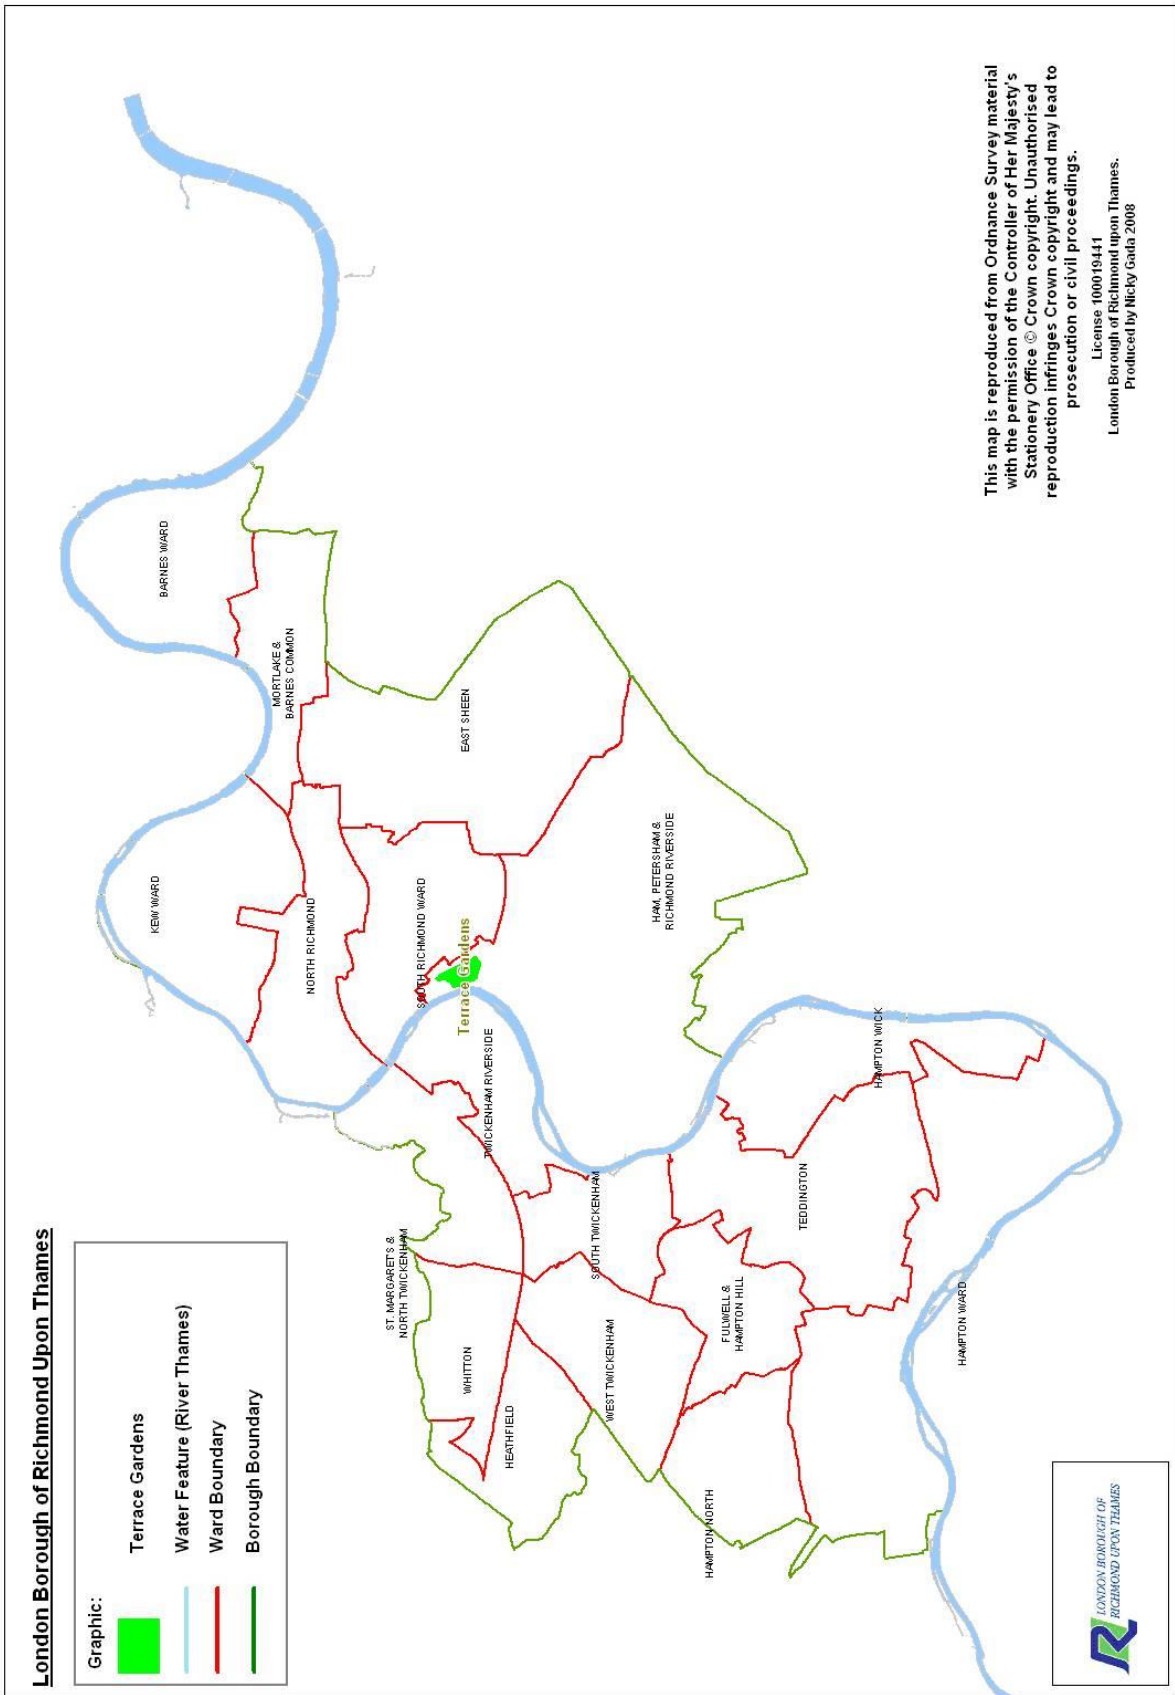 London Borough of Richmond Upon Thames
Graphic:
Terrace Gardens
Water Feature (River Thames)
Ward Boundary
Borough Boundary
BARNES WARD
MORTLAKE &
BARNES COMMON
KEW WARD
NORTH RICHMOND
EAST SHEEN
SOUTH RICHMOND WARD
Terrace Gardens
HAM, PETERSHAM &
RICHMOND RIVERSIDE
TWICKENHAM RIVERSIDE
ST. MARGARETS &
NORTH TWICKENHAM
SOUTH TWICKENHAM
HAMPTON WICK
TEDDINGTON
WHITTON
HEATHFIELD
WEST TWICKENHAM
FULWELL &
HAMPTON HILL
HAMPTON WARD
HAMPTON NORTH
This map is reproduced from Ordnance Survey material
with the permission of the Controller of Her Majesty's
Stationery Office © Crown copyright. Unauthorised
reproduction infringes Crown copyright and may lead to
prosecution or civil proceedings.
License 100019441
London Borough of Richmond upon Thames.
Produced by Nicky Gada 2008
LONDON BOROUGH OF
RICHMOND UPON THAMES